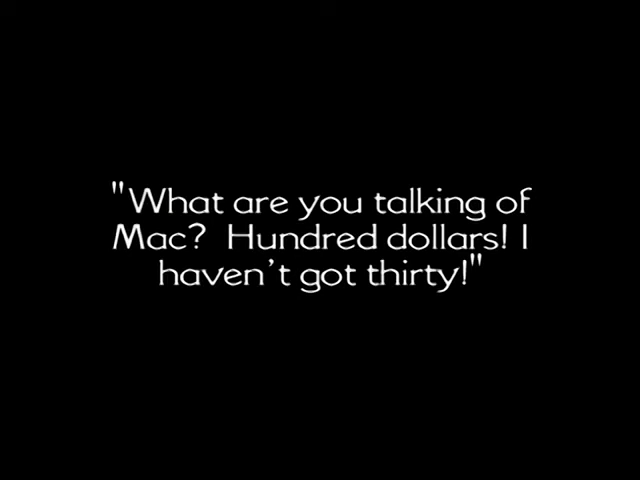 "What are you talking of
Mac?  Hundred dollars! I
haven't got thirty!"